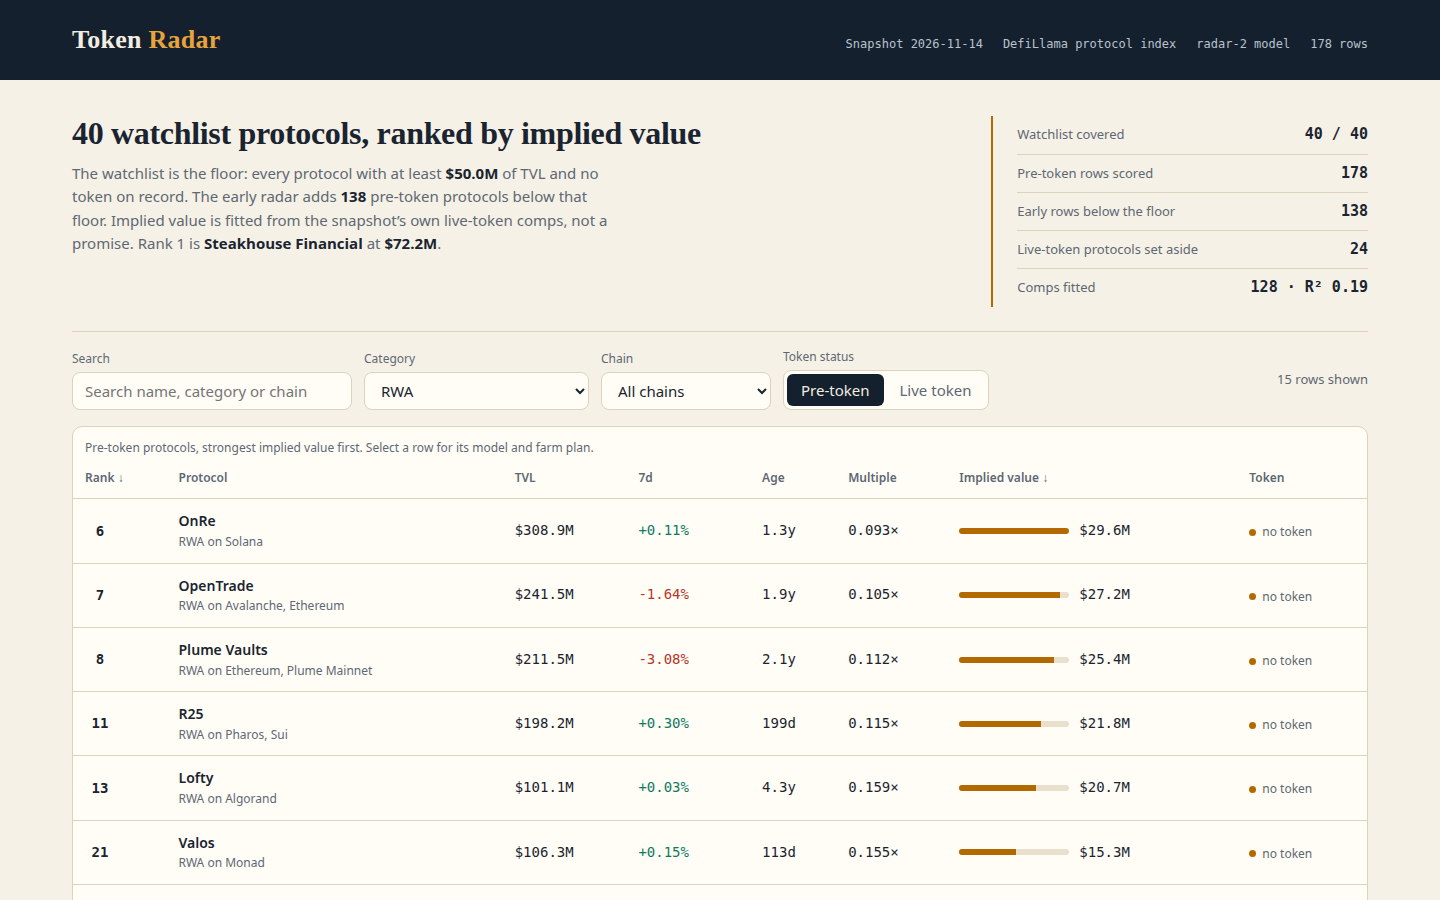 Token Radar
Snapshot 2026-11-14 DefiLlama protocol index radar-2 model 178 rows
40 watchlist protocols, ranked by implied value
The watchlist is the floor: every protocol with at least $50.0M of TVL and no
token on record. The early radar adds 138 pre-token protocols below that
floor. Implied value is fitted from the snapshot's own live-token comps, not a
promise. Rank 1 is Steakhouse Financial at $72.2M.
Watchlist covered 40 / 40
Pre-token rows scored 178
Early rows below the floor 138
Live-token protocols set aside 24
Comps fitted 128 · R² 0.19
Search Category Chain Token status
Search name, category or chain RWA All chains Pre-token Live token
15 rows shown
Pre-token protocols, strongest implied value first. Select a row for its model and farm plan.
Rank ↓ Protocol TVL 7d Age Multiple Implied value ↓ Token
6 OnRe $308.9M +0.11% 1.3y 0.093× $29.6M no token
RWA on Solana
7 OpenTrade $241.5M -1.64% 1.9y 0.105× $27.2M no token
RWA on Avalanche, Ethereum
8 Plume Vaults $211.5M -3.08% 2.1y 0.112× $25.4M no token
RWA on Ethereum, Plume Mainnet
11 R25 $198.2M +0.30% 199d 0.115× $21.8M no token
RWA on Pharos, Sui
13 Lofty $101.1M +0.03% 4.3y 0.159× $20.7M no token
RWA on Algorand
21 Valos $106.3M +0.15% 113d 0.155× $15.3M no token
RWA on Monad